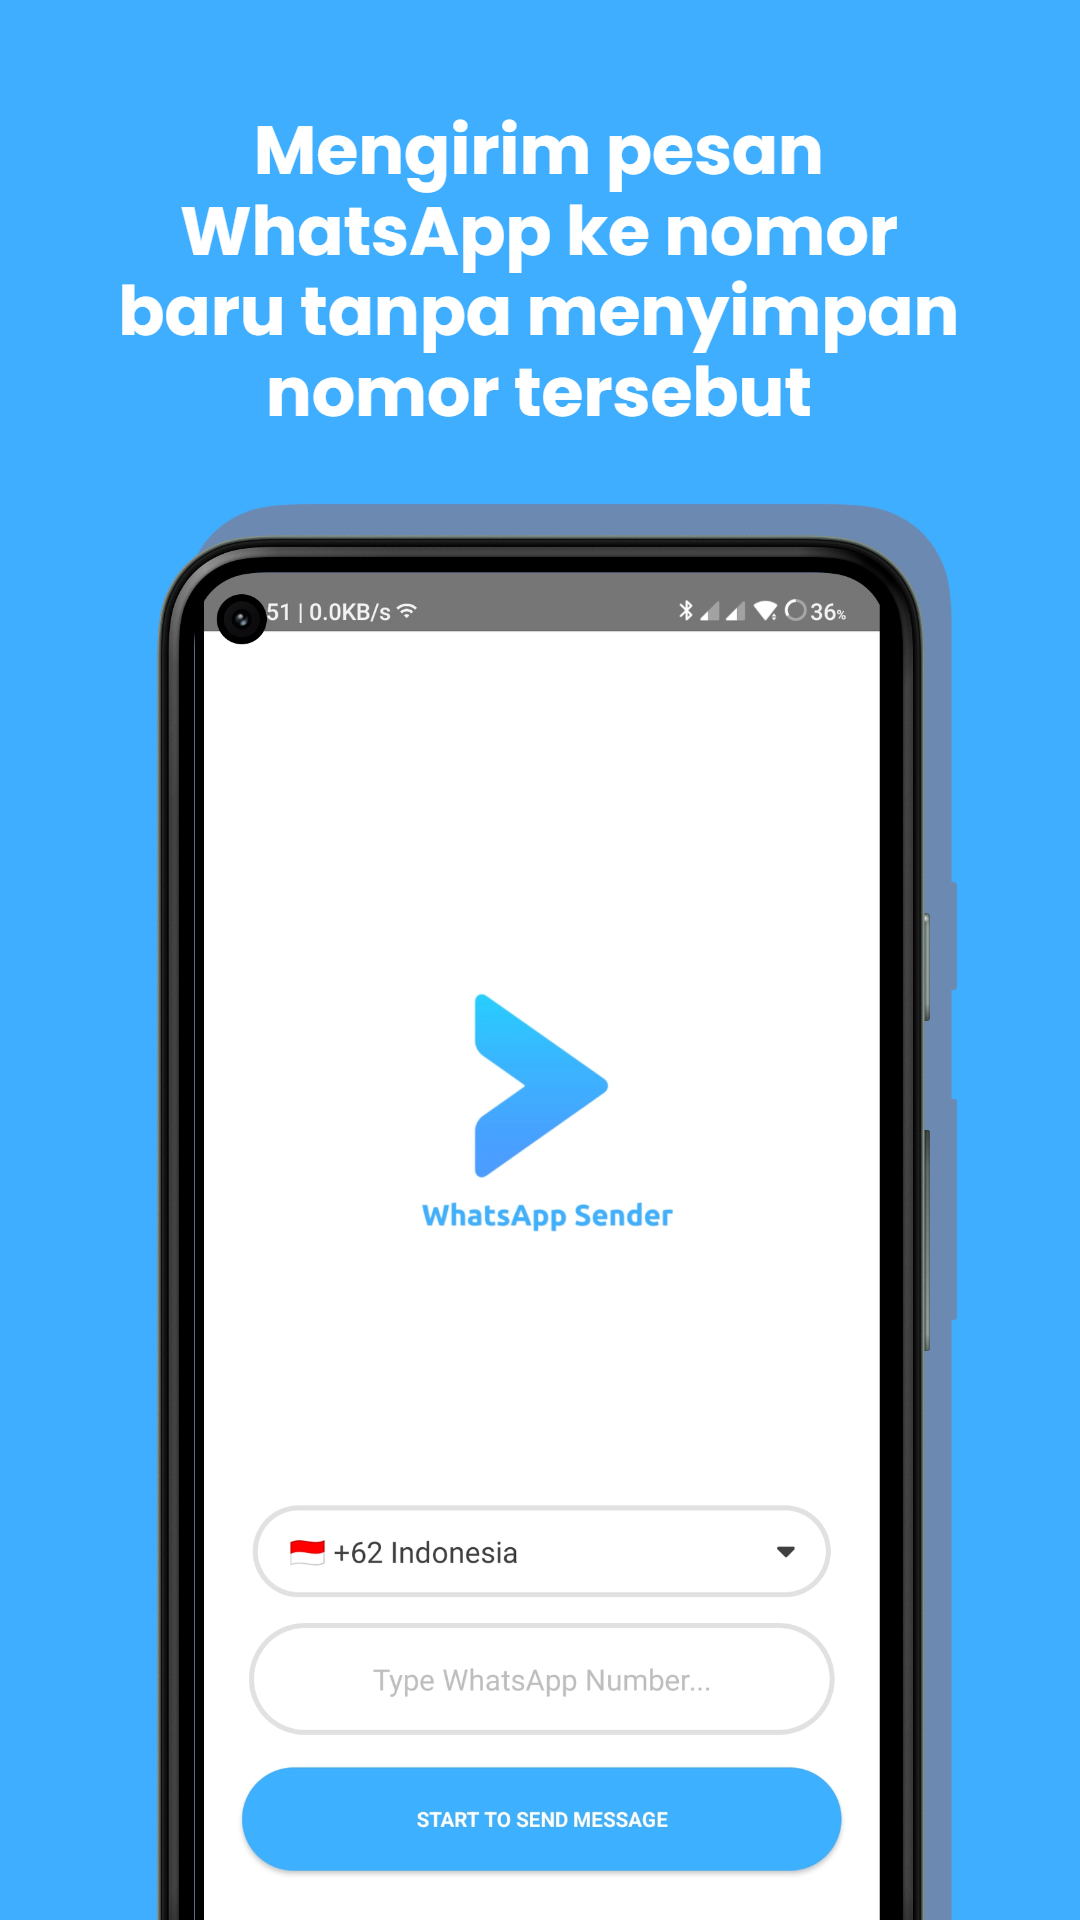 Mengirim pesan
WhatsApp ke nomor
baru tanpa menyimpan
nomor tersebut
51 | 0.0KB/s
36%
WhatsApp Sender
+62 Indonesia
Type WhatsApp Number...
START TO SEND MESSAGE